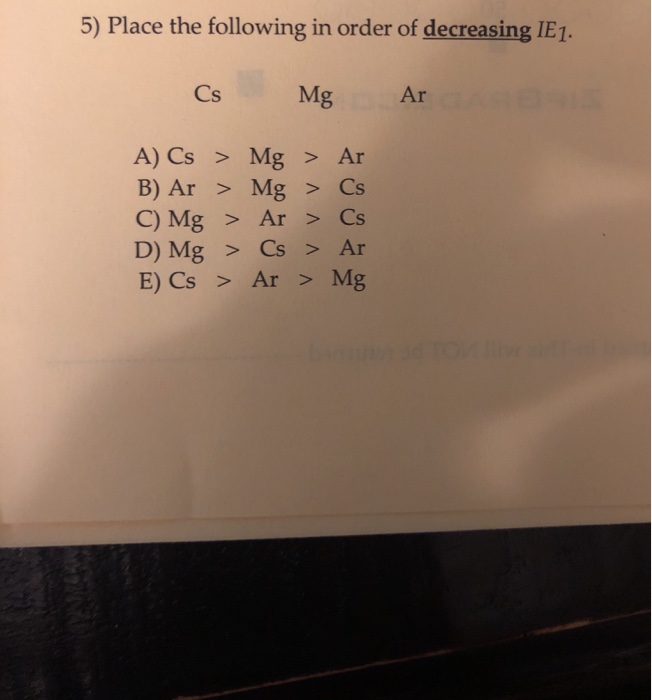 5) Place the following in order of decreasing IE1.
Cs Mg Ar
A) Cs > Mg > Ar
B) Ar > Mg > Cs
C) Mg > Ar > Cs
D) Mg > Cs > Ar
E) Cs > Ar > Mg